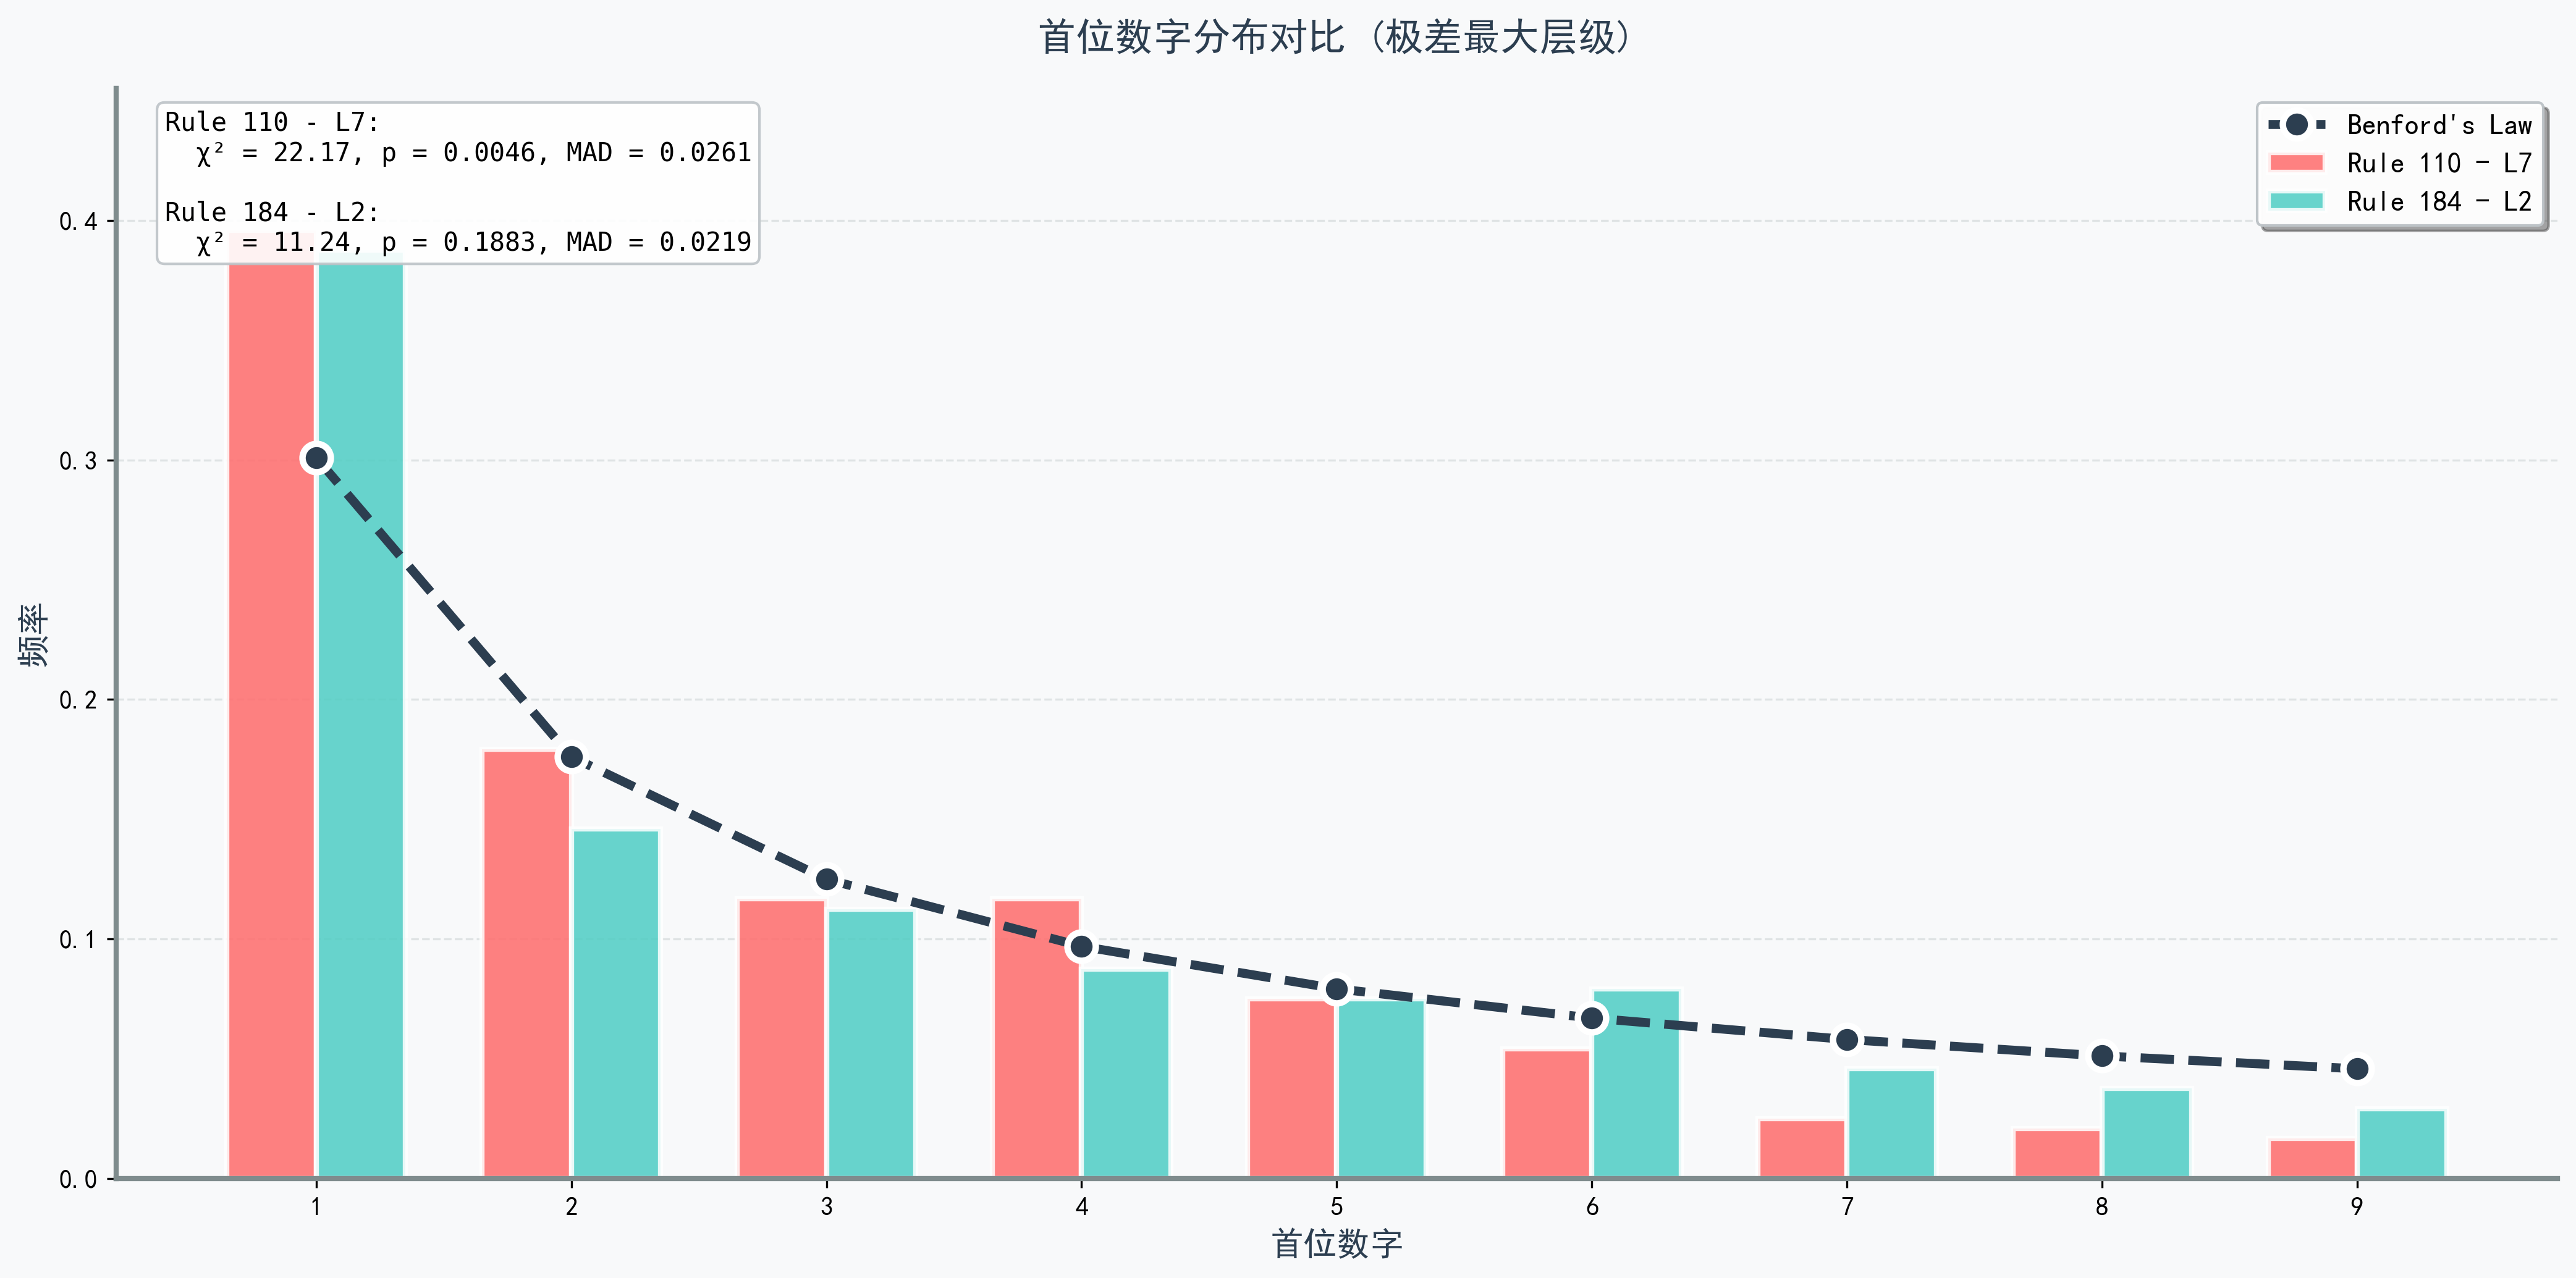 首位数字分布对比 (极差最大层级)
Rule 110 - L7:
χ² = 22.17, p = 0.0046, MAD = 0.0261
Rule 184 - L2:
χ² = 11.24, p = 0.1883, MAD = 0.0219
Benford's Law
Rule 110 - L7
Rule 184 - L2
频率
0.4
0.3
0.2
0.1
0.0
1 2 3 4 5 6 7 8 9
首位数字